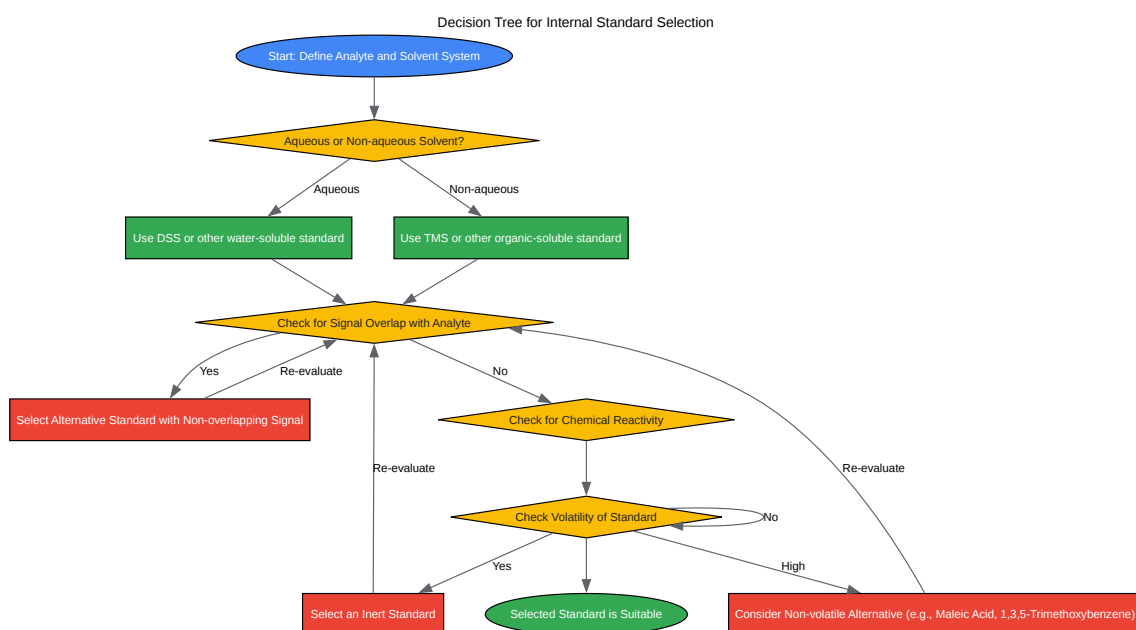 Decision Tree for Internal Standard Selection
Start: Define Analyte and Solvent System
Aqueous or Non-aqueous Solvent?
Aqueous
Non-aqueous
Use DSS or other water-soluble standard
Use TMS or other organic-soluble standard
Check for Signal Overlap with Analyte
Yes
Re-evaluate
No
Select Alternative Standard with Non-overlapping Signal
Check for Chemical Reactivity
Re-evaluate
Re-evaluate
Check Volatility of Standard
No
Yes
High
Select an Inert Standard
Selected Standard is Suitable
Consider Non-volatile Alternative (e.g., Maleic Acid, 1,3,5-Trimethoxybenzene)